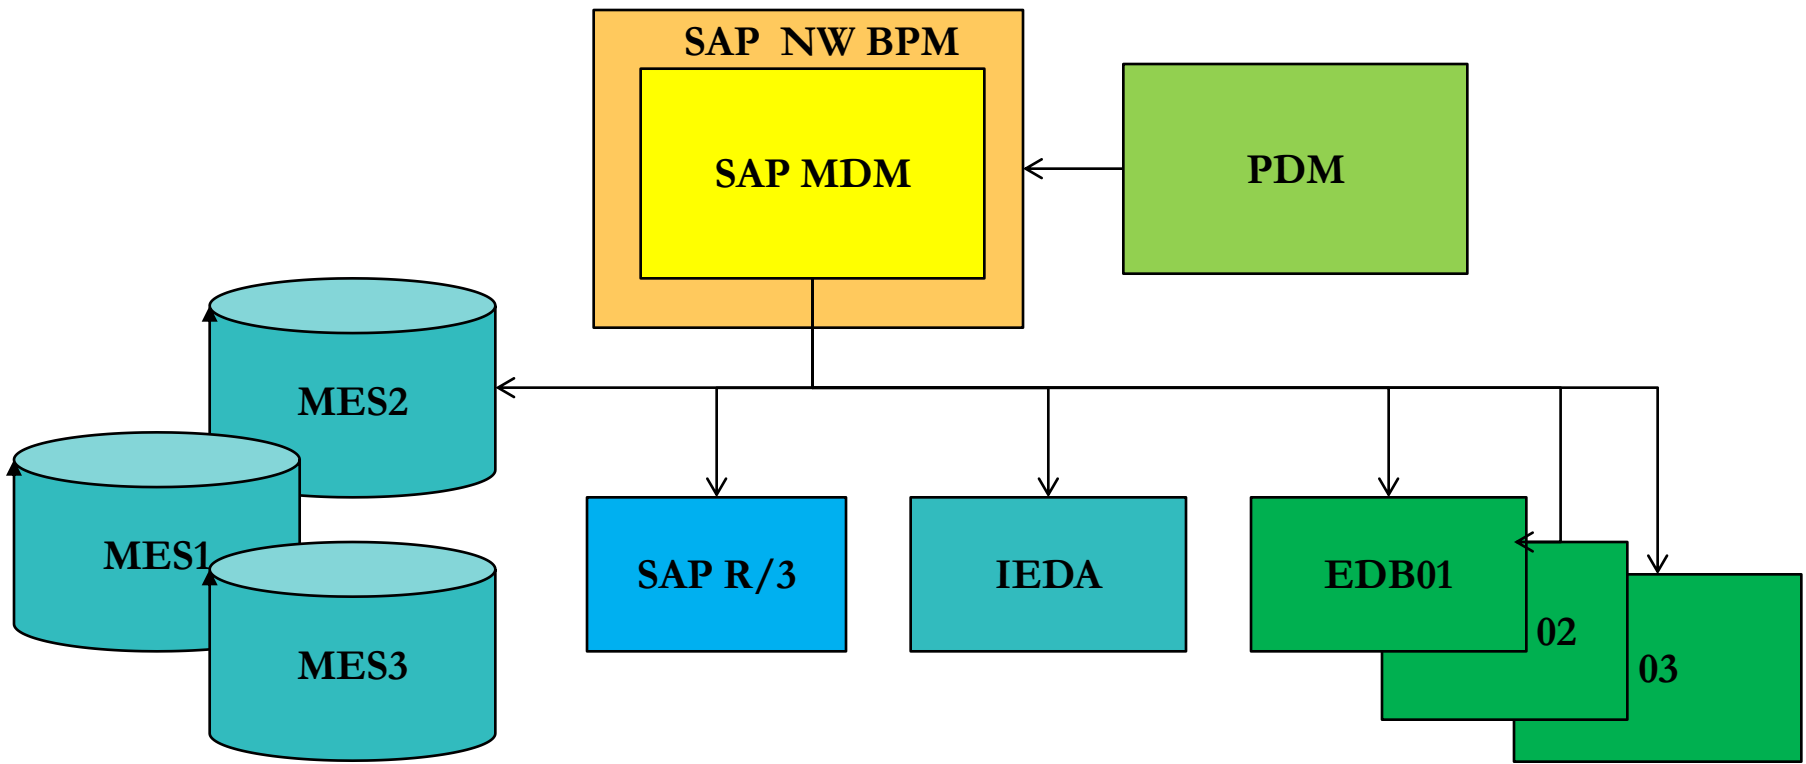 SAP NW BPM
SAP MDM
PDM
MES2
MES1
MES3
SAP R/3
IEDA
EDB01
02
03